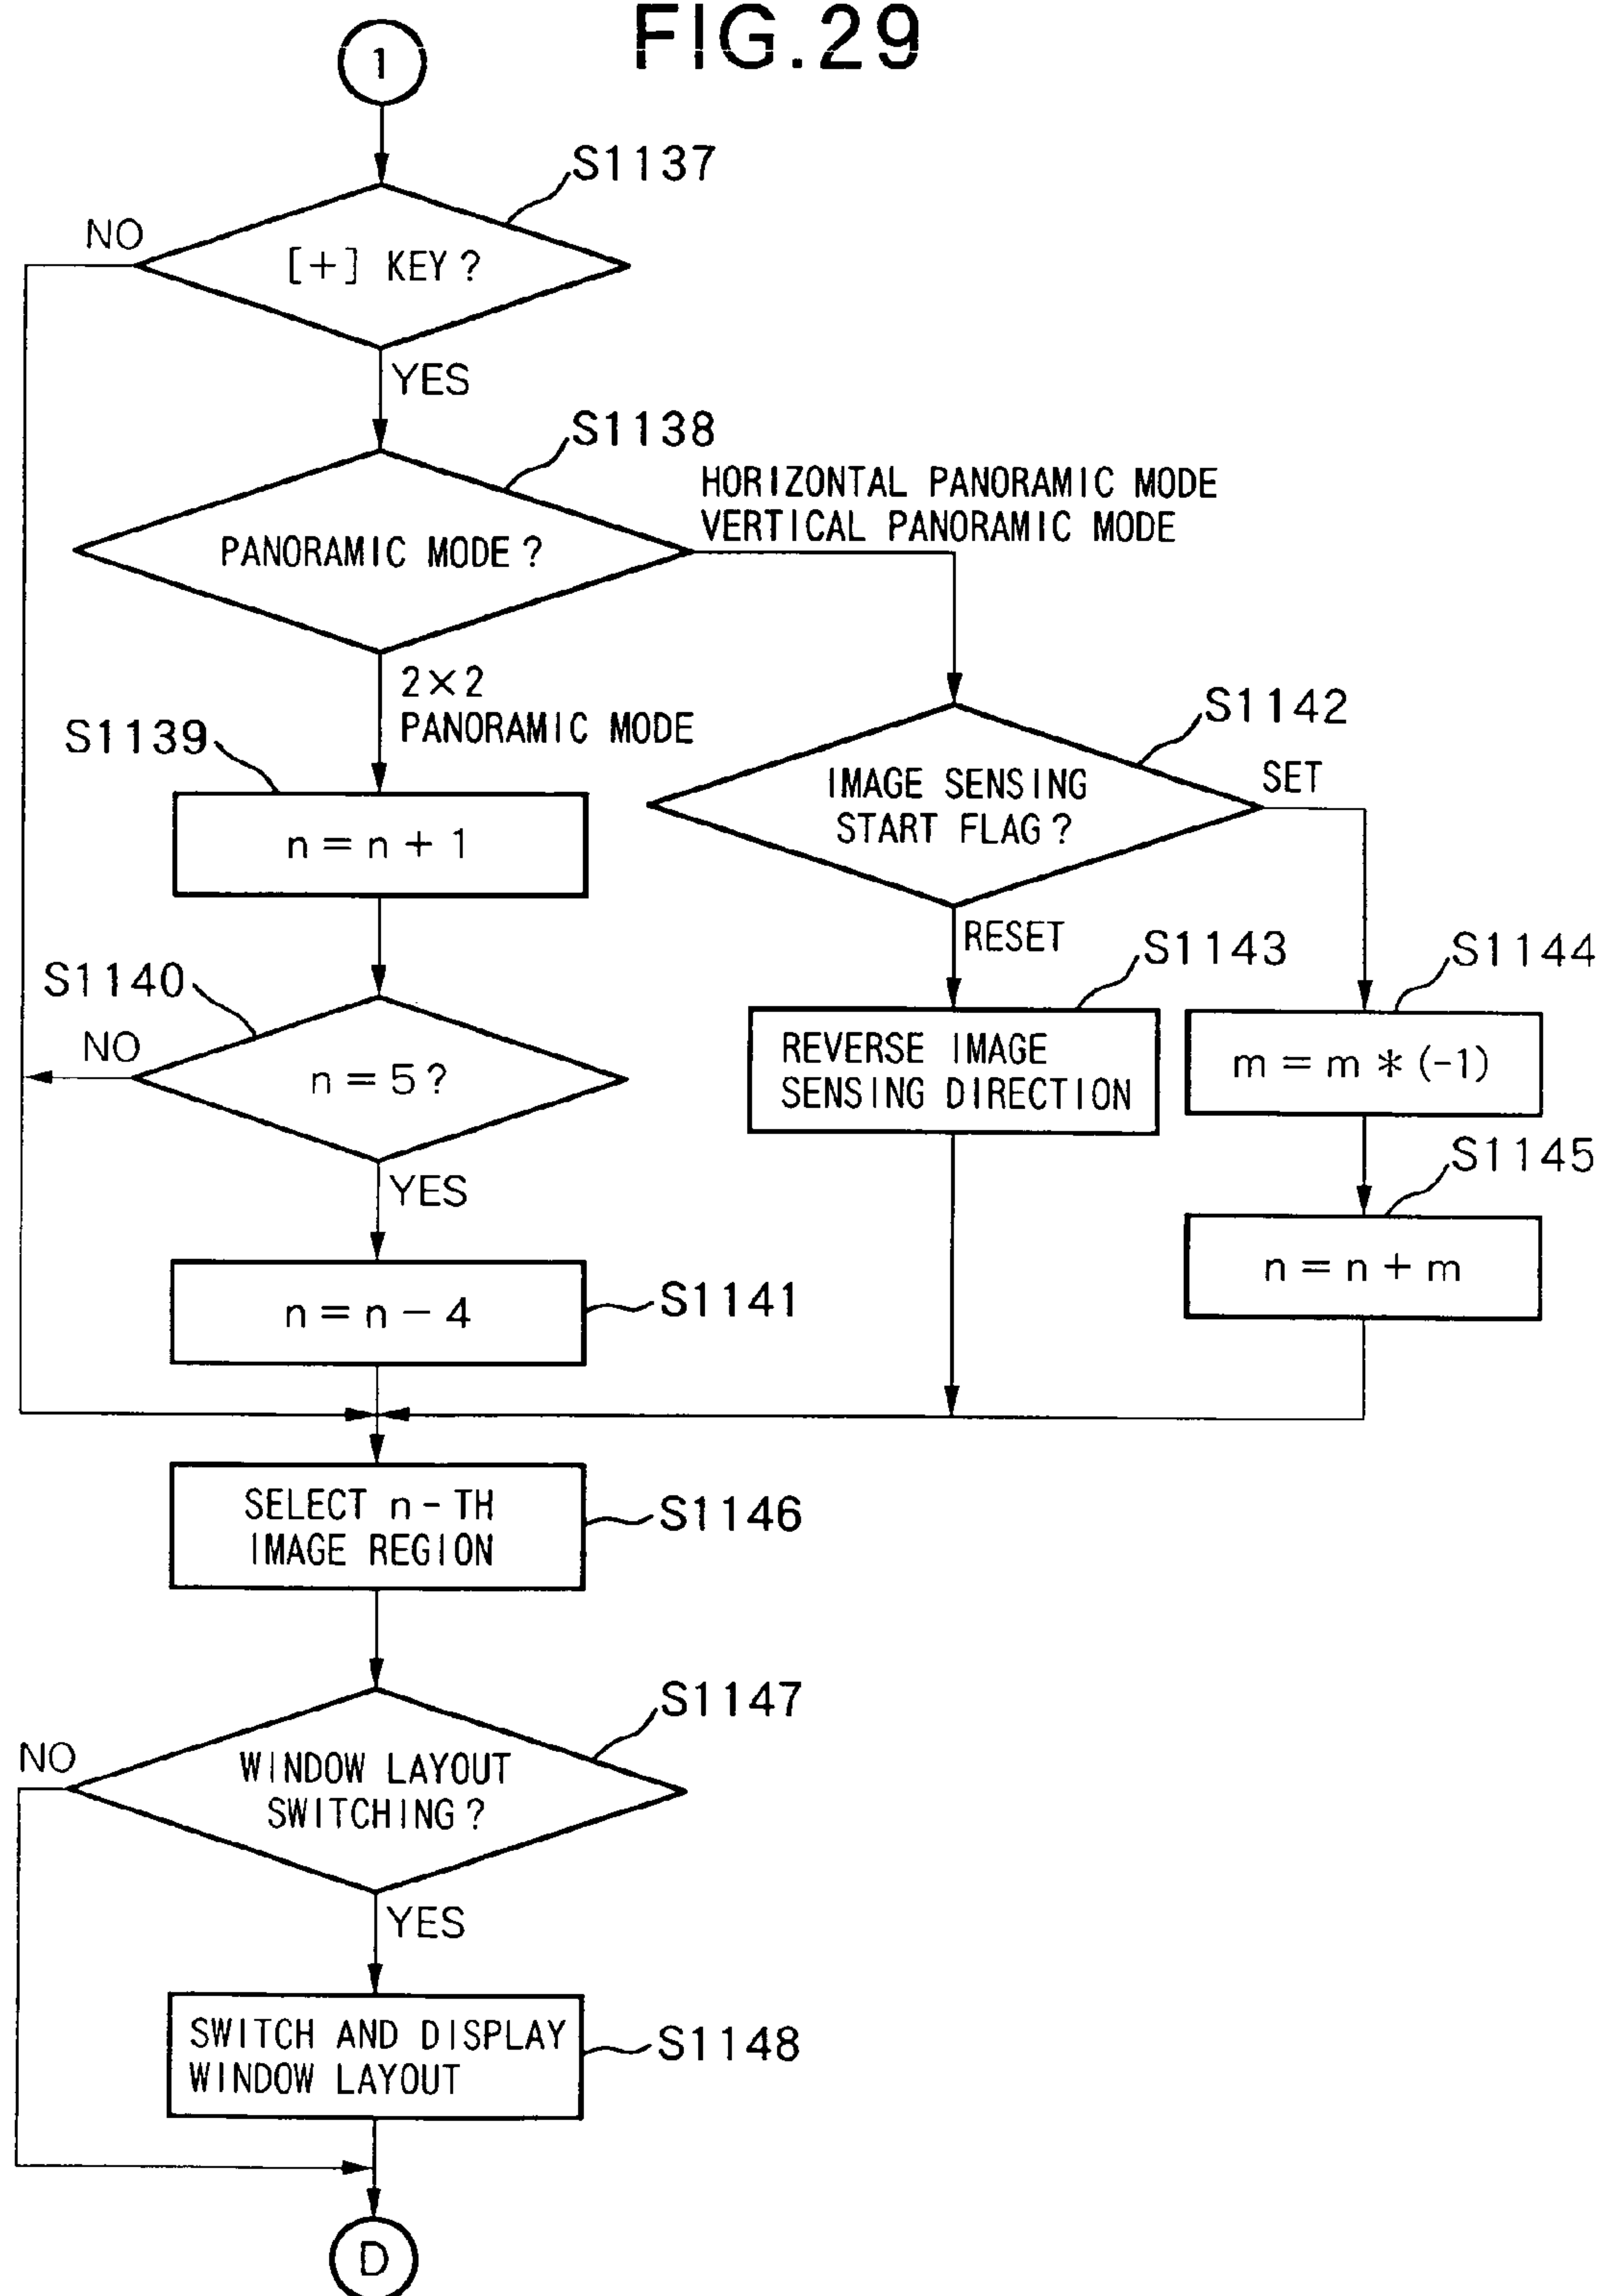 FIG.29
1
S1137
NO
[+] KEY?
YES
S1138
HORIZONTAL PANORAMIC MODE
VERTICAL PANORAMIC MODE
PANORAMIC MODE?
2×2
PANORAMIC MODE
S1139
n = n + 1
S1142
IMAGE SENSING
START FLAG?
SET
RESET
S1140
NO
n = 5?
YES
S1143
REVERSE IMAGE
SENSING DIRECTION
S1144
m = m * (-1)
S1145
n = n + m
n = n - 4
S1141
SELECT n-TH
IMAGE REGION
S1146
S1147
NO
WINDOW LAYOUT
SWITCHING?
YES
SWITCH AND DISPLAY
WINDOW LAYOUT
S1148
D